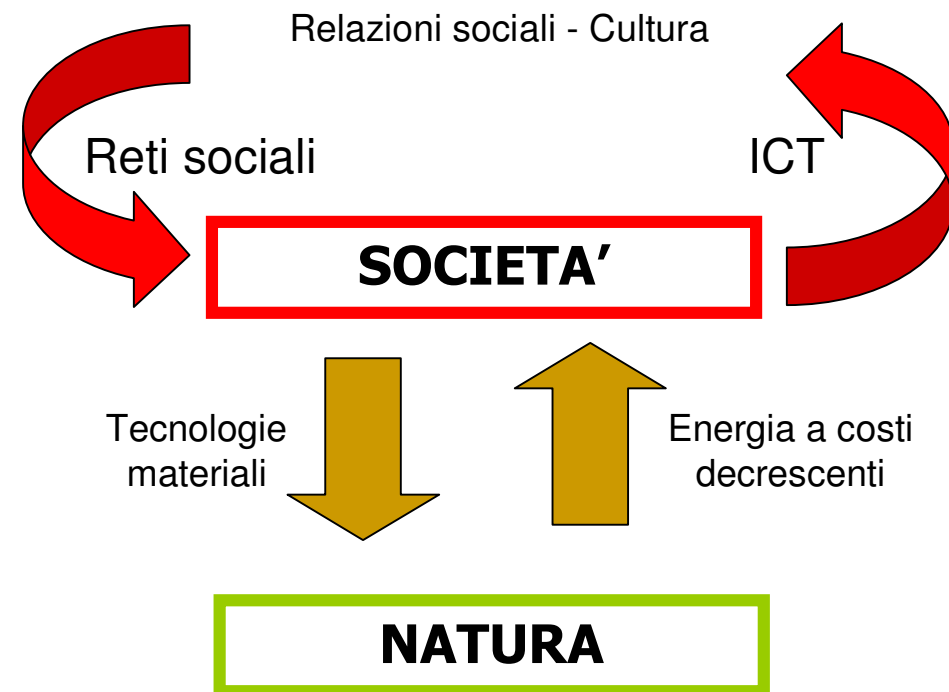 Relazioni sociali - Cultura
Reti sociali
ICT
SOCIETA’
Tecnologie
materiali
Energia a costi
decrescenti
NATURA